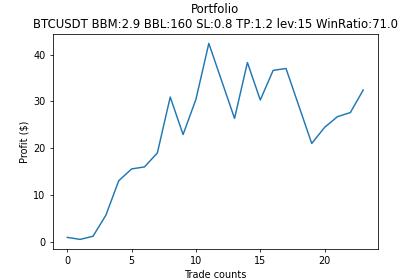 Portfolio
BTCUSDT BBM:2.9 BBL:160 SL:0.8 TP:1.2 lev:15 WinRatio:71.0
40
30
20
10
0
Profit ($)
0 5 10 15 20
Trade counts